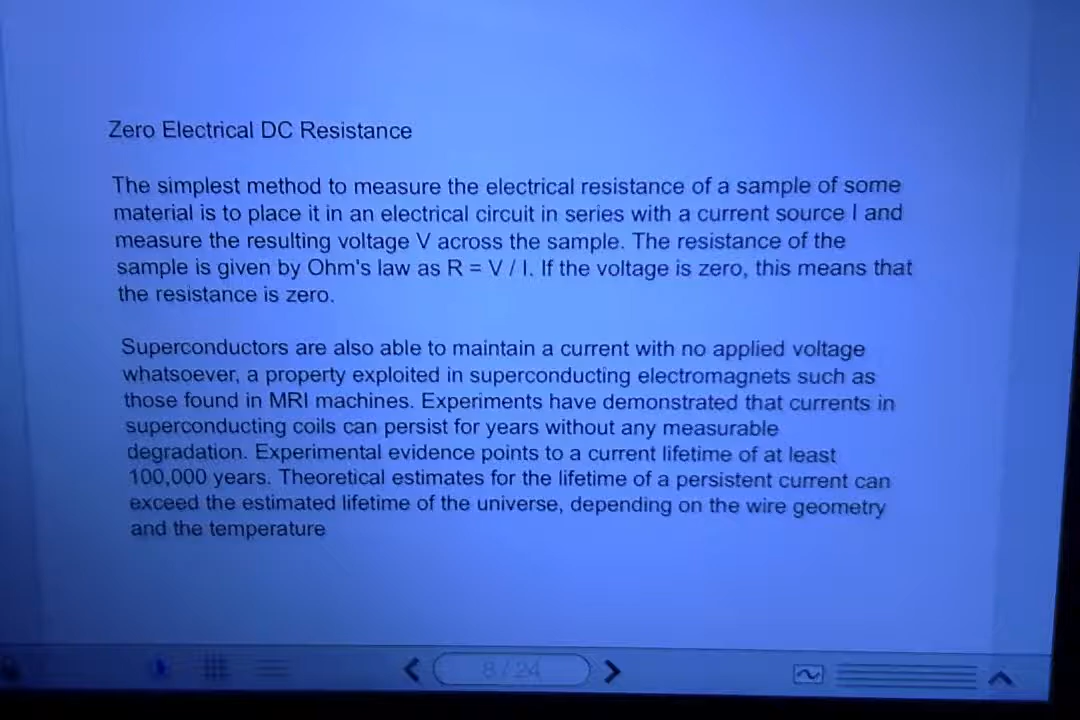 Zero Electrical DC Resistance
The simplest method to measure the electrical resistance of a sample of some
material is to place it in an electrical circuit in series with a current source I and
measure the resulting voltage V across the sample. The resistance of the
sample is given by Ohm's law as R = V / I. If the voltage is zero, this means that
the resistance is zero.
Superconductors are also able to maintain a current with no applied voltage
whatsoever, a property exploited in superconducting electromagnets such as
those found in MRI machines. Experiments have demonstrated that currents in
superconducting coils can persist for years without any measurable
degradation. Experimental evidence points to a current lifetime of at least
100,000 years. Theoretical estimates for the lifetime of a persistent current can
exceed the estimated lifetime of the universe, depending on the wire geometry
and the temperature
8 / 24